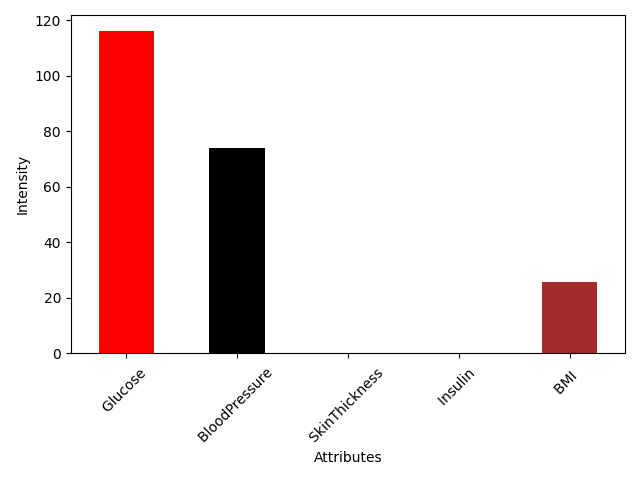 120
100
80
60
40
20
0
Intensity
Glucose
BloodPressure
SkinThickness
Insulin
BMI
Attributes